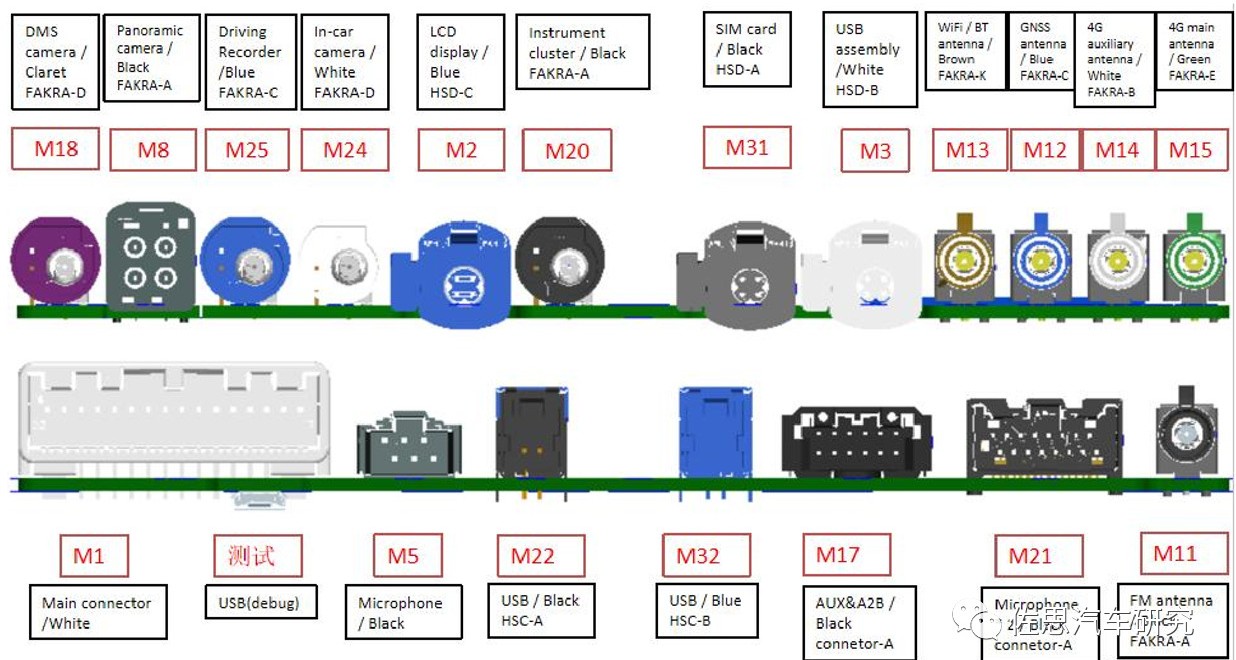 DMS
camera /
Claret
FAKRA-D
Panoramic
camera /
Black
FAKRA-A
Driving
Recorder
/Blue
FAKRA-C
In-car
camera /
White
FAKRA-D
LCD
display /
Blue
HSD-C
Instrument
cluster / Black
FAKRA-A
SIM card
/ Black
HSD-A
USB
assembly
/White
HSD-B
WiFi / BT
antenna /
Brown
FAKRA-K
GNSS
antenna
/ Blue
FAKRA-C
4G
auxiliary
antenna /
White
FAKRA-B
4G main
antenna
/ Green
FAKRA-E
M18
M8
M25
M24
M2
M20
M31
M3
M13
M12
M14
M15
M1
测试
M5
M22
M32
M17
M21
M11
Main connector
/White
USB(debug)
Microphone
/ Black
USB / Black
HSC-A
USB / Blue
HSC-B
AUX&A2B /
Black
connetor-A
Microphone
/ Black
connetor-A
FM antenna
FAKRA-A
佐思汽车研究